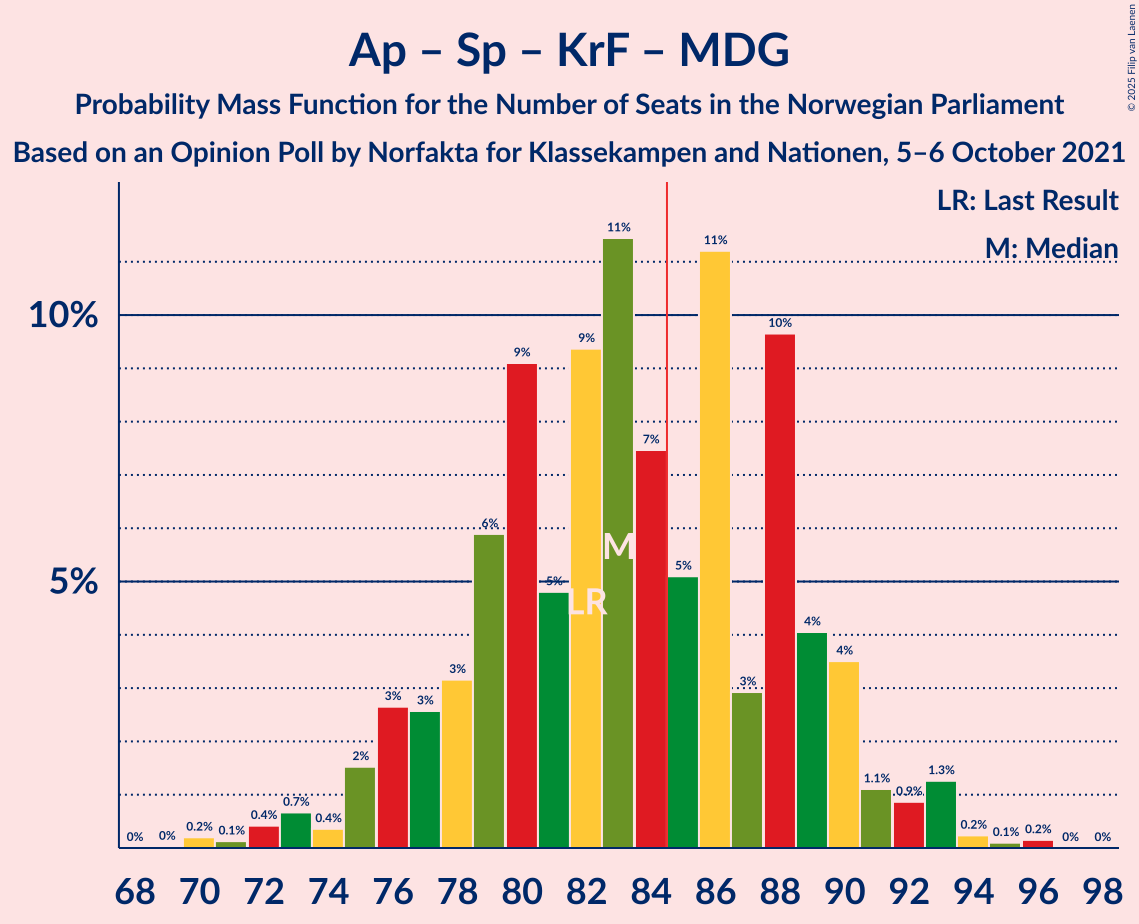 Ap – Sp – KrF – MDG
Probability Mass Function for the Number of Seats in the Norwegian Parliament
Based on an Opinion Poll by Norfakta for Klassekampen and Nationen, 5–6 October 2021
© 2025 Filip van Laenen
LR: Last Result
M: Median
10%
5%
0% 0% 0.2% 0.1% 0.4% 0.7% 0.4% 2% 3% 3% 3% 6% 9% 5% 9% 11% 7% 5% 11% 3% 10% 4% 4% 1.1% 0.9% 1.3% 0.2% 0.1% 0.2% 0% 0%
M
LR
68 70 72 74 76 78 80 82 84 86 88 90 92 94 96 98